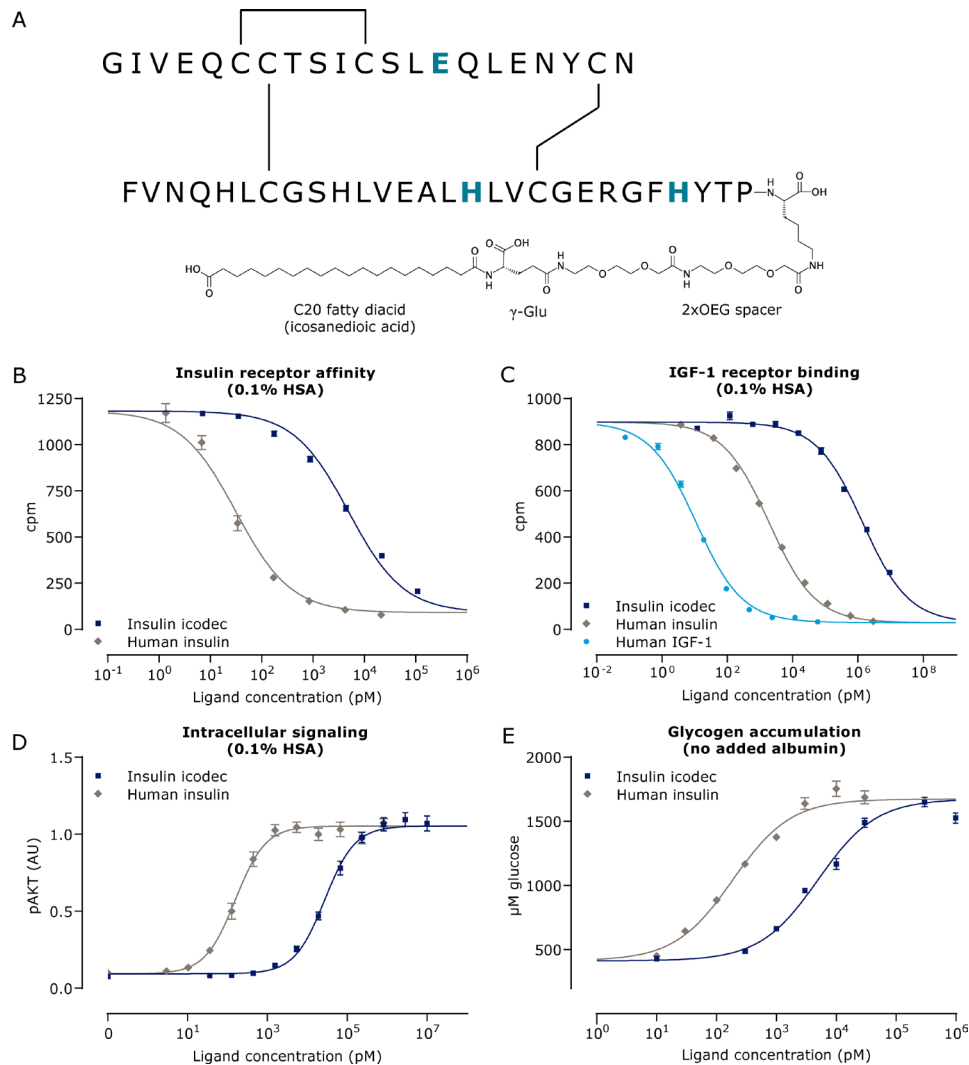 A
GIVEQCCTSICSLEQLENYCN
FVNQHLCGSHLVEALHLVCGERGFHYTP
H
N
O
OH
HO
O
O
N
H
O
OH
O
H
N
O
O
O
N
H
O
O
O
NH
C20 fatty diacid
(icosanedioic acid)
γ-Glu
2xOEG spacer
B
Insulin receptor affinity
(0.1% HSA)
cpm
1250
1000
750
500
250
0
Insulin icodec
Human insulin
10-1 100 101 102 103 104 105 106
Ligand concentration (pM)
C
IGF-1 receptor binding
(0.1% HSA)
cpm
1000
800
600
400
200
0
Insulin icodec
Human insulin
Human IGF-1
10-2 100 102 104 106 108
Ligand concentration (pM)
D
Intracellular signaling
(0.1% HSA)
pAKT (AU)
1.5
1.0
0.5
0.0
Insulin icodec
Human insulin
0 101 103 105 107
Ligand concentration (pM)
E
Glycogen accumulation
(no added albumin)
µM glucose
2000
1500
1000
500
Insulin icodec
Human insulin
100 101 102 103 104 105 106
Ligand concentration (pM)